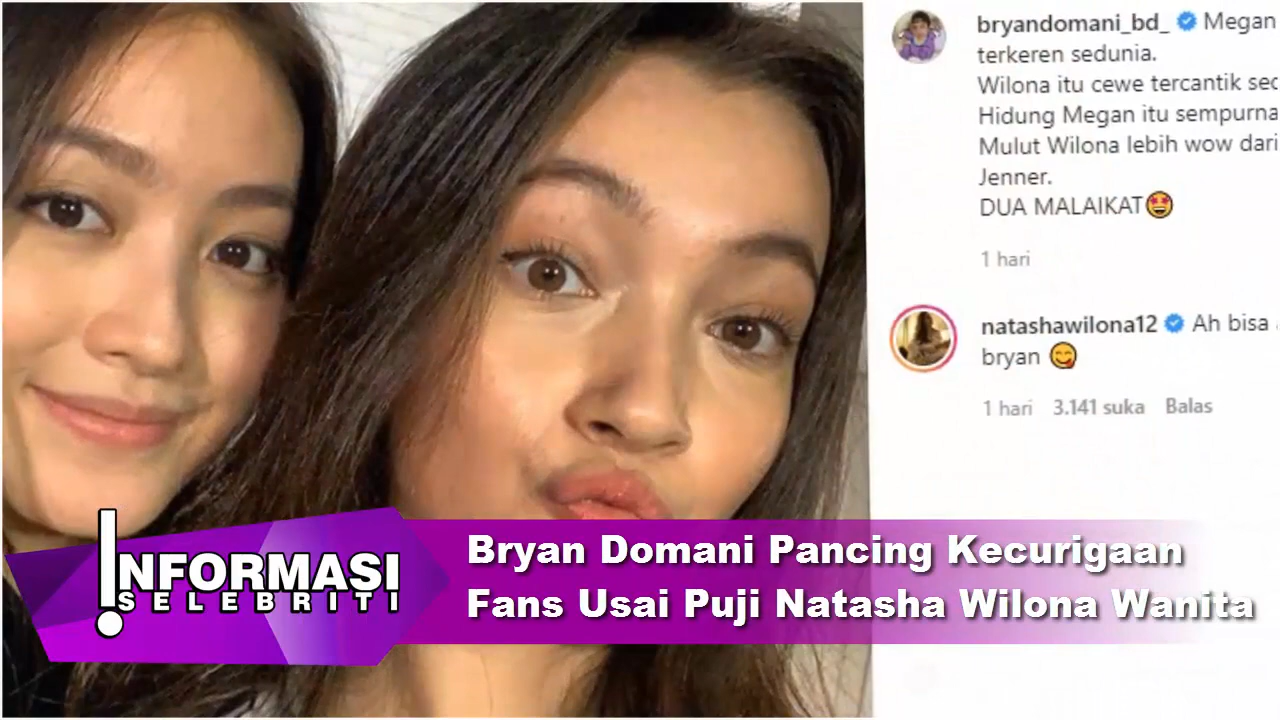 bryandomani_bd_ Megan
terkeren sedunia.
Wilona itu cewe tercantik sed
Hidung Megan itu sempurna
Mulut Wilona lebih wow dari
Jenner.
DUA MALAIKAT🤩
1 hari
natashawilona12 Ah bisa
bryan 😋
1 hari 3.141 suka Balas
INFORMASI
SELEBRITI
Bryan Domani Pancing Kecurigaan
Fans Usai Puji Natasha Wilona Wanita